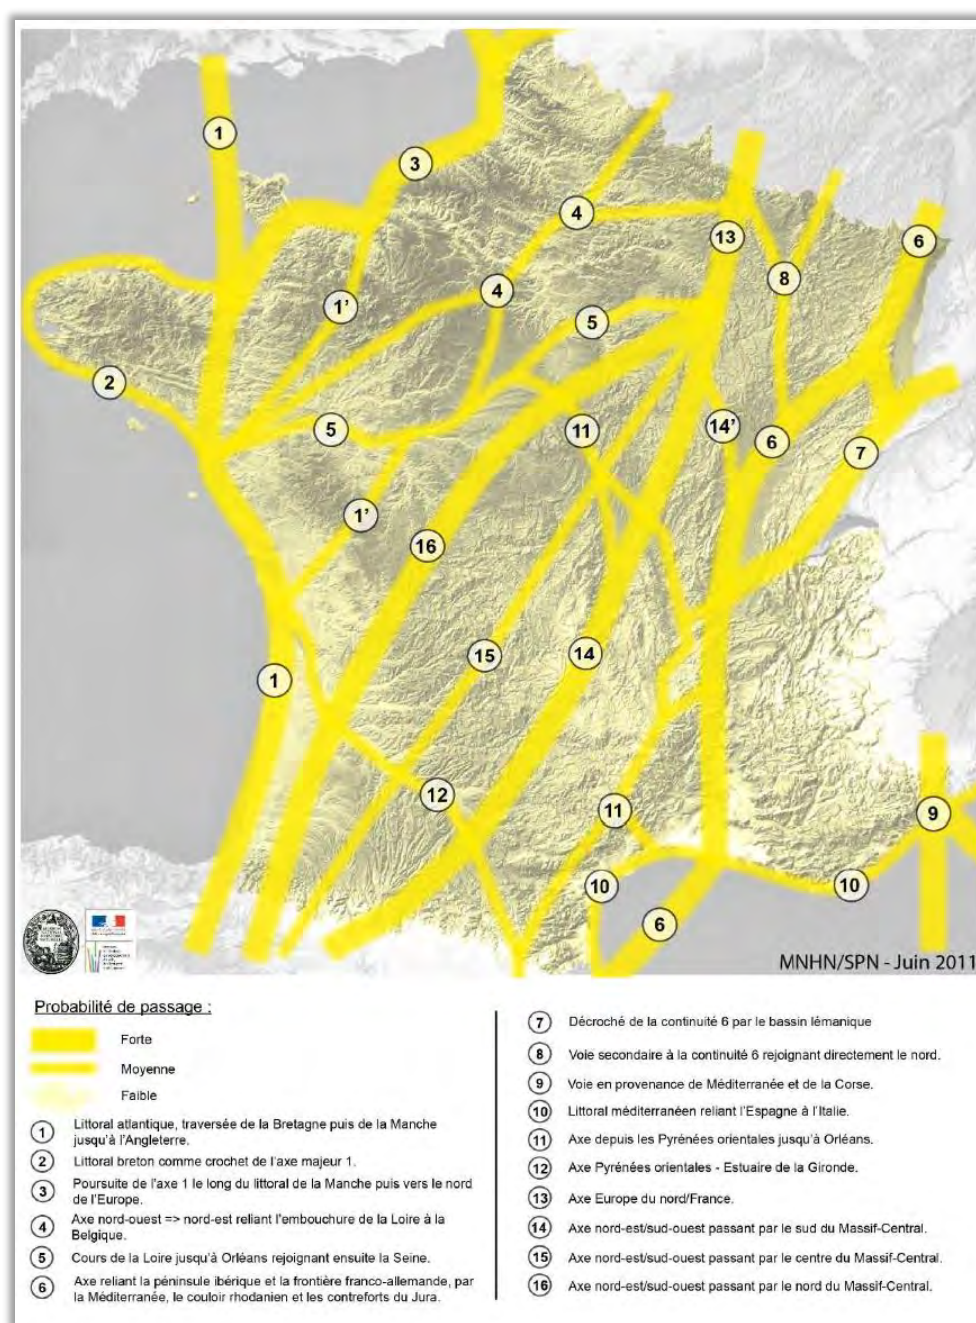 1
3
4
13
6
8
1'
4
5
2
5
11
14'
6
7
1'
16
15
14
1
12
11
9
10
10
6
MNHN/SPN - Juin 2011
Probabilité de passage :
Forte
Moyenne
Faible
1 Littoral atlantique, traversée de la Bretagne puis de la Manche
jusqu'à l'Angleterre.
2 Littoral breton comme crochet de l'axe majeur 1.
3 Poursuite de l'axe 1 le long du littoral de la Manche puis vers le nord
de l'Europe.
4 Axe nord-ouest => nord-est reliant l'embouchure de la Loire à la
Belgique.
5 Cours de la Loire jusqu'à Orléans rejoignant ensuite la Seine.
6 Axe reliant la péninsule ibérique et la frontière franco-allemande, par
la Méditerranée, le couloir rhodanien et les contreforts du Jura.
7 Décroché de la continuité 6 par le bassin lémanique
8 Voie secondaire à la continuité 6 rejoignant directement le nord.
9 Voie en provenance de Méditerranée et de la Corse.
10 Littoral méditerranéen reliant l'Espagne à l'Italie.
11 Axe depuis les Pyrénées orientales jusqu'à Orléans.
12 Axe Pyrénées orientales - Estuaire de la Gironde.
13 Axe Europe du nord/France.
14 Axe nord-est/sud-ouest passant par le sud du Massif-Central.
15 Axe nord-est/sud-ouest passant par le centre du Massif-Central.
16 Axe nord-est/sud-ouest passant par le nord du Massif-Central.